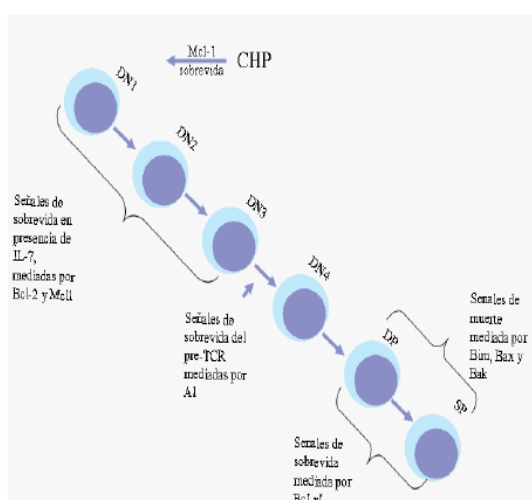 Mcl-1
sobrevida
CHP
DN1
DN2
DN3
DN4
DP
SP
Señales de
sobrevida en
presencia de
IL-7,
mediadas por
Bcl-2 y Mcl1
Señales de
sobrevida del
pre-TCR
mediadas por
A1
Senales de
muerte
mediada por
Bim, Bax y
Bak
Señales de
sobrevida
mediada por